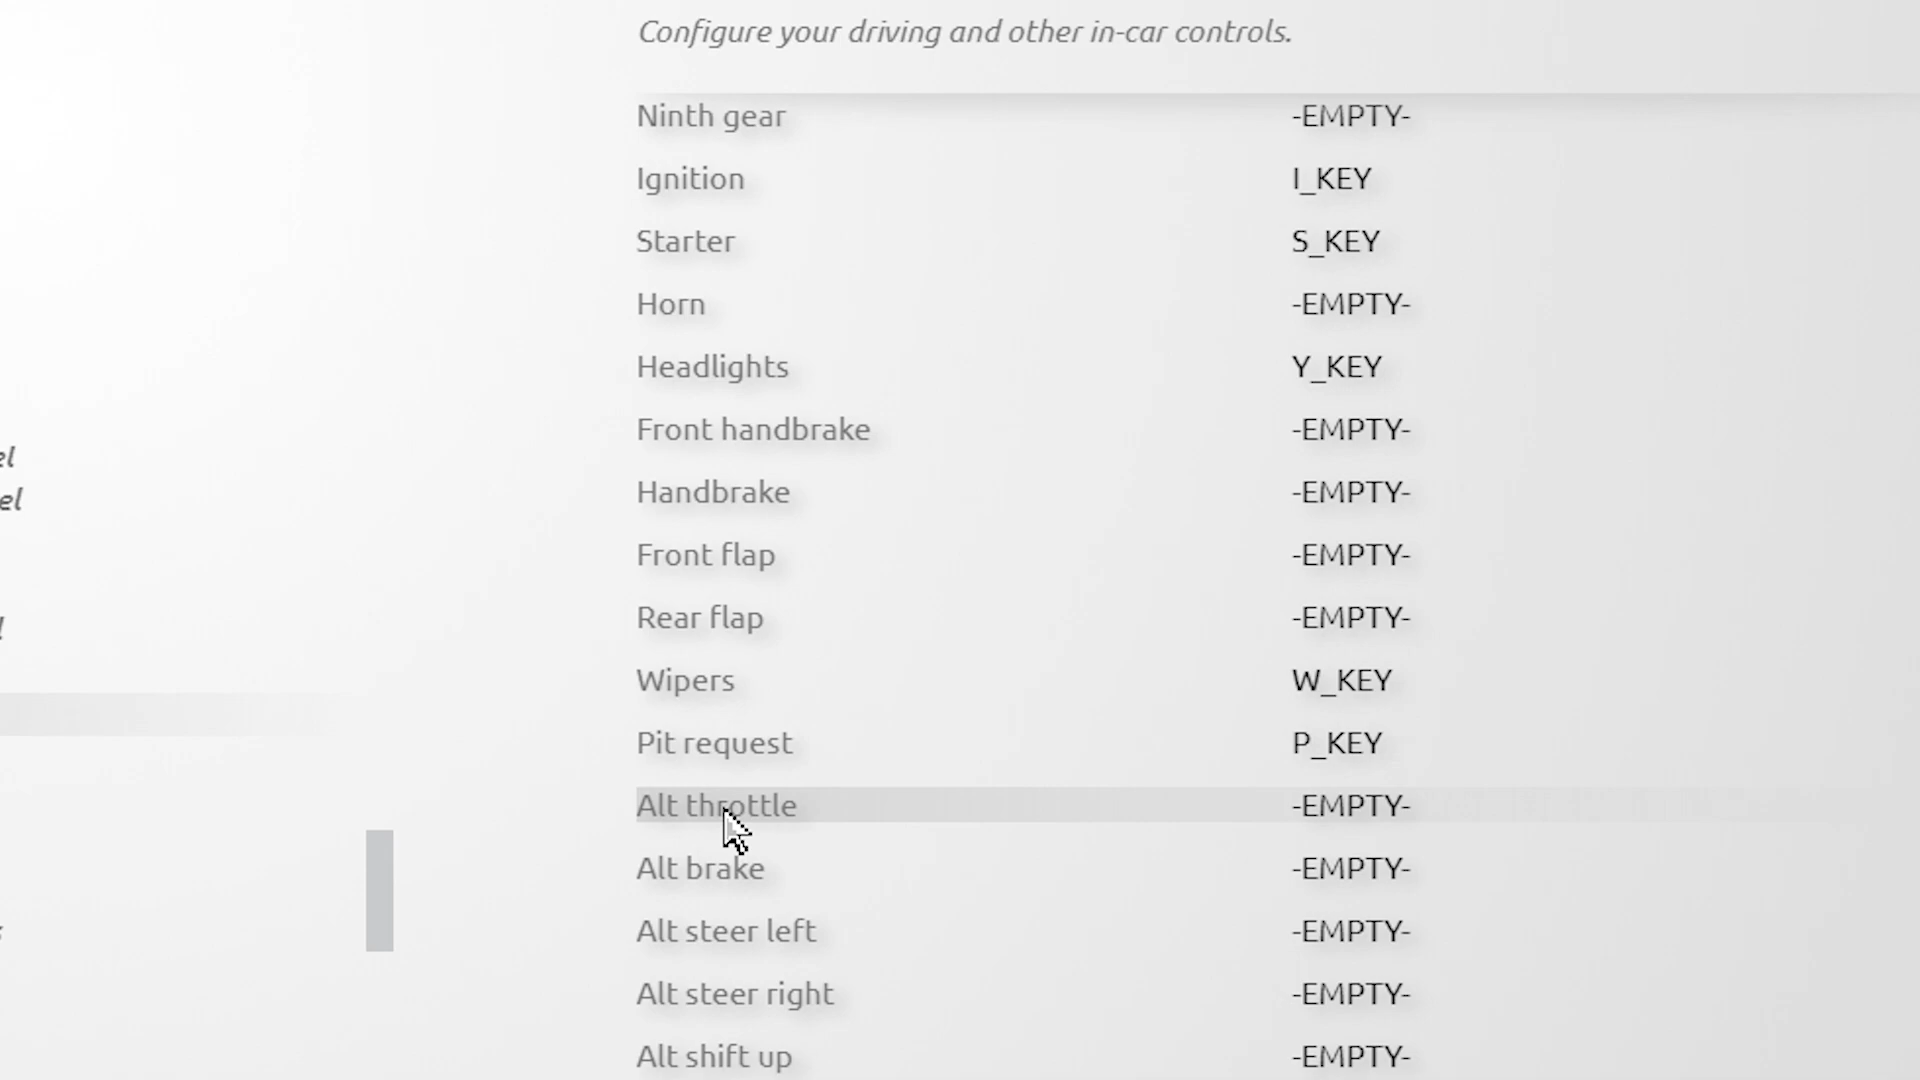 Configure your driving and other in-car controls.
Ninth gear -EMPTY-
Ignition I_KEY
Starter S_KEY
Horn -EMPTY-
Headlights Y_KEY
Front handbrake -EMPTY-
el
Handbrake -EMPTY-
el
Front flap -EMPTY-
Rear flap -EMPTY-
Wipers W_KEY
Pit request P_KEY
Alt throttle -EMPTY-
Alt brake -EMPTY-
Alt steer left -EMPTY-
Alt steer right -EMPTY-
Alt shift up -EMPTY-